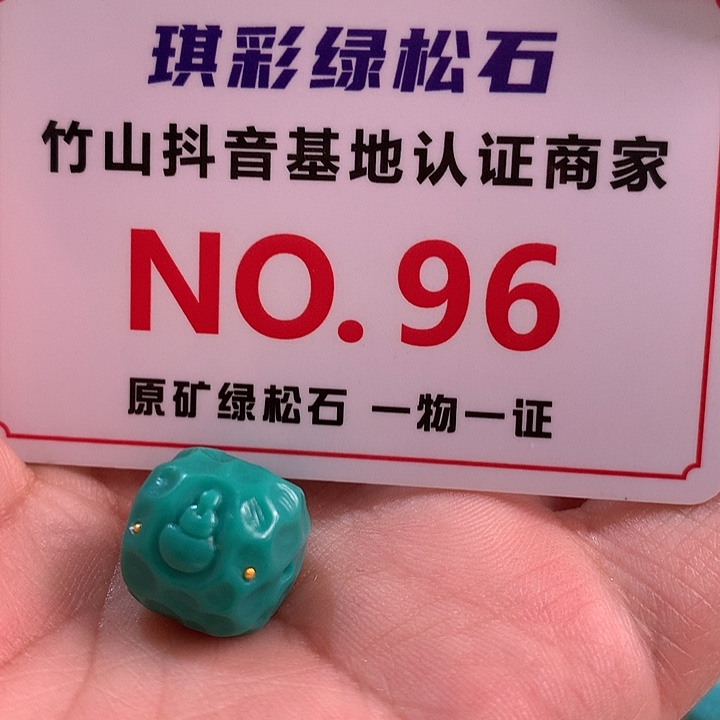 琪彩绿松石
竹山抖音基地认证商家
NO.96
原矿绿松石 一物一证